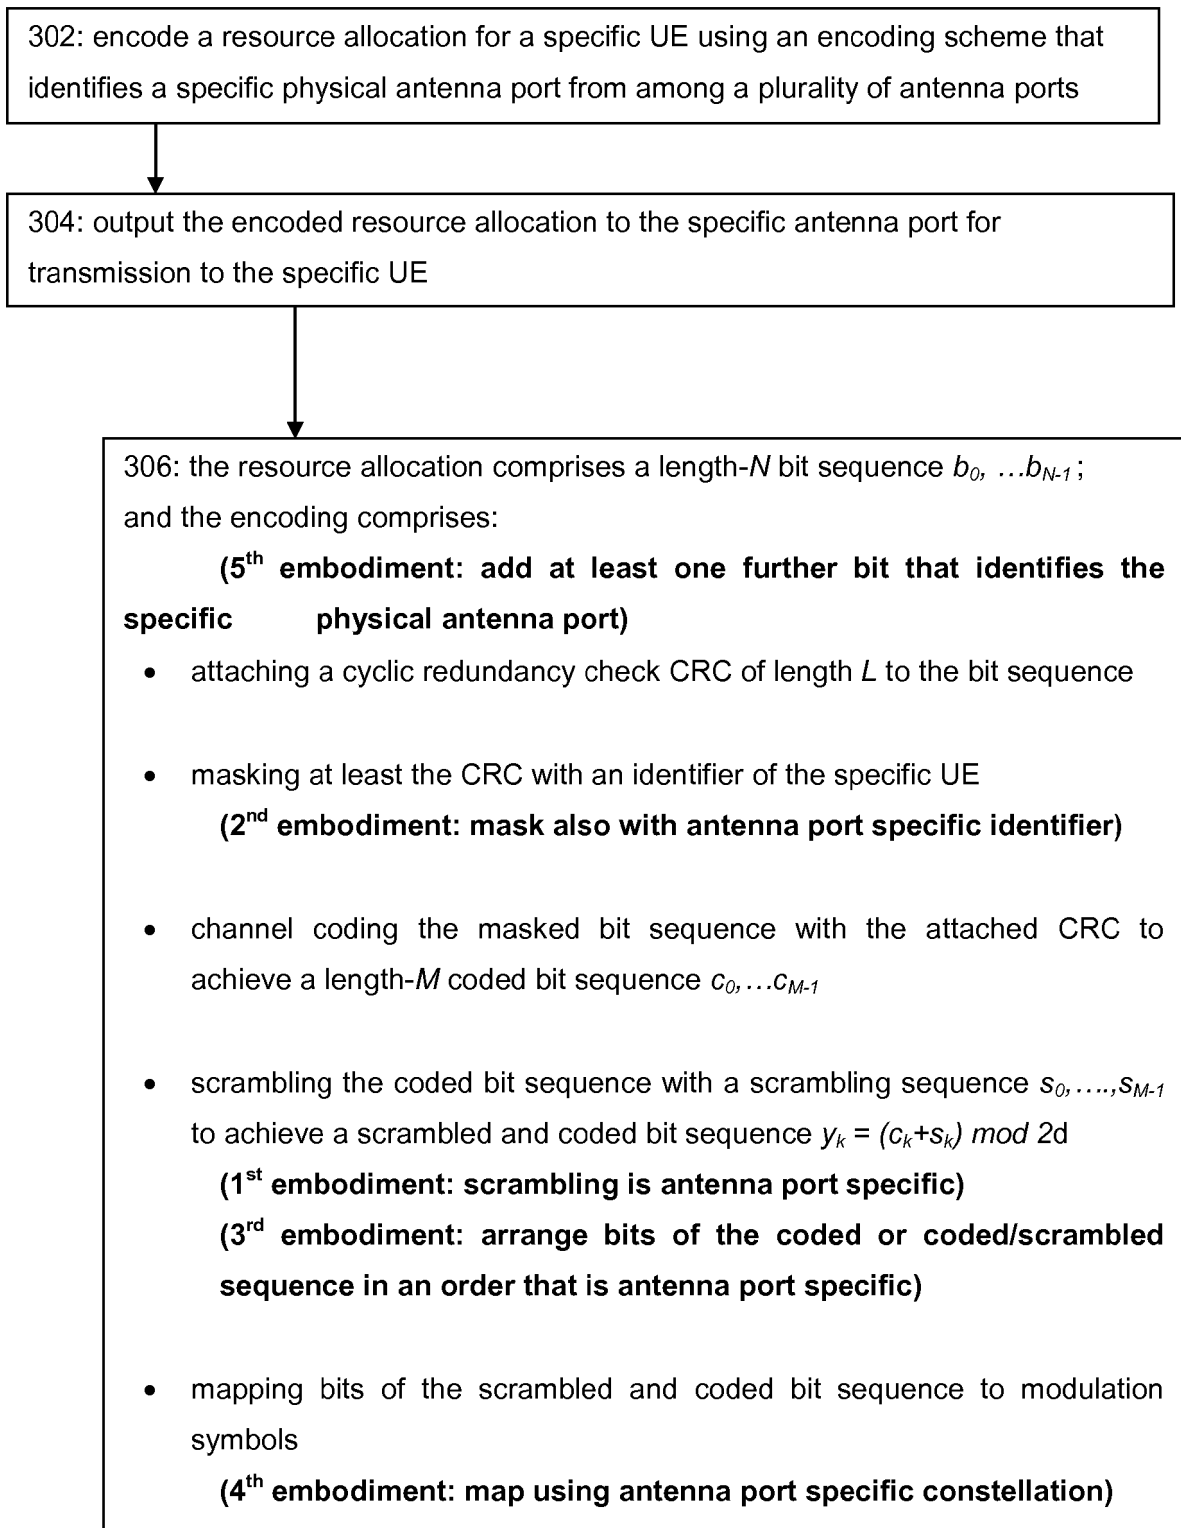 302: encode a resource allocation for a specific UE using an encoding scheme that
identifies a specific physical antenna port from among a plurality of antenna ports
304: output the encoded resource allocation to the specific antenna port for
transmission to the specific UE
306: the resource allocation comprises a length-N bit sequence b0, …bN-1 ;
and the encoding comprises:
(5th embodiment: add at least one further bit that identifies the
specific physical antenna port)
• attaching a cyclic redundancy check CRC of length L to the bit sequence
• masking at least the CRC with an identifier of the specific UE
(2nd embodiment: mask also with antenna port specific identifier)
• channel coding the masked bit sequence with the attached CRC to
achieve a length-M coded bit sequence c0,…cM-1
• scrambling the coded bit sequence with a scrambling sequence s0,….,sM-1
to achieve a scrambled and coded bit sequence yk = (ck+sk) mod 2d
(1st embodiment: scrambling is antenna port specific)
(3rd embodiment: arrange bits of the coded or coded/scrambled
sequence in an order that is antenna port specific)
• mapping bits of the scrambled and coded bit sequence to modulation
symbols
(4th embodiment: map using antenna port specific constellation)